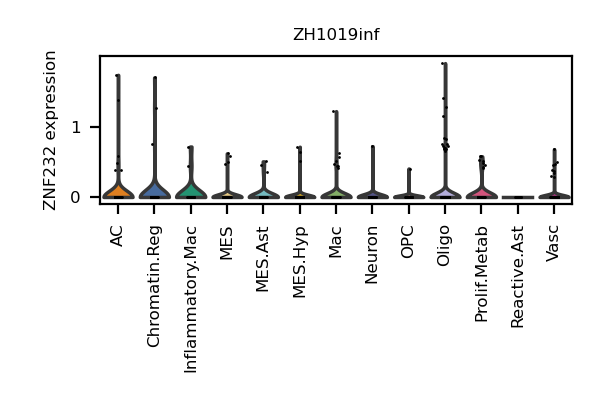 ZH1019inf
ZNF232 expression
1
0
AC
Chromatin.Reg
Inflammatory.Mac
MES
MES.Ast
MES.Hyp
Mac
Neuron
OPC
Oligo
Prolif.Metab
Reactive.Ast
Vasc